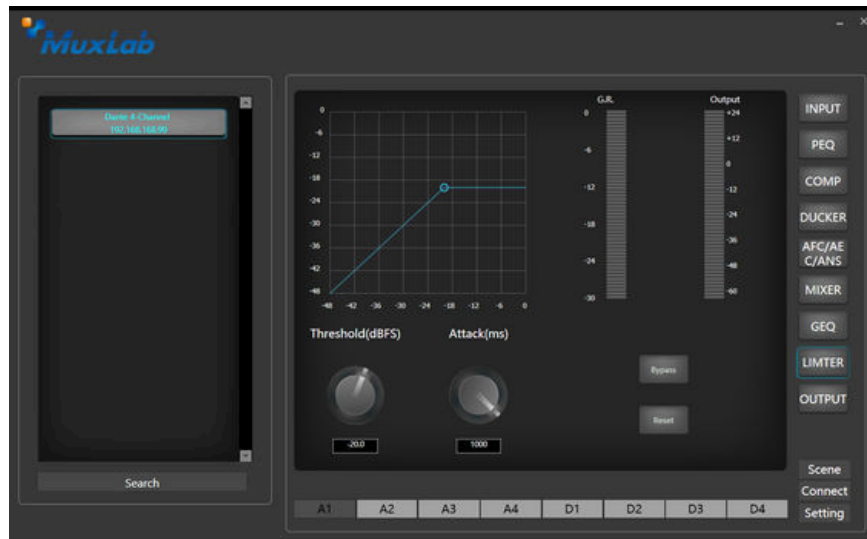 MuxLab
Dante 4-Channel
192.168.168.99
Search
0
-6
-12
-18
-24
-30
-36
-42
-48
-48 -42 -36 -30 -24 -18 -12 -6 0
G.R.
0
-6
-12
-18
-24
-30
Output
+24
+12
0
-12
-24
-36
-48
-60
Threshold(dBFS)
Attack(ms)
-20.0
1000
Bypass
Reset
A1 A2 A3 A4 D1 D2 D3 D4
INPUT
PEQ
COMP
DUCKER
AFC/AE
C/ANS
MIXER
GEQ
LIMTER
OUTPUT
Scene
Connect
Setting